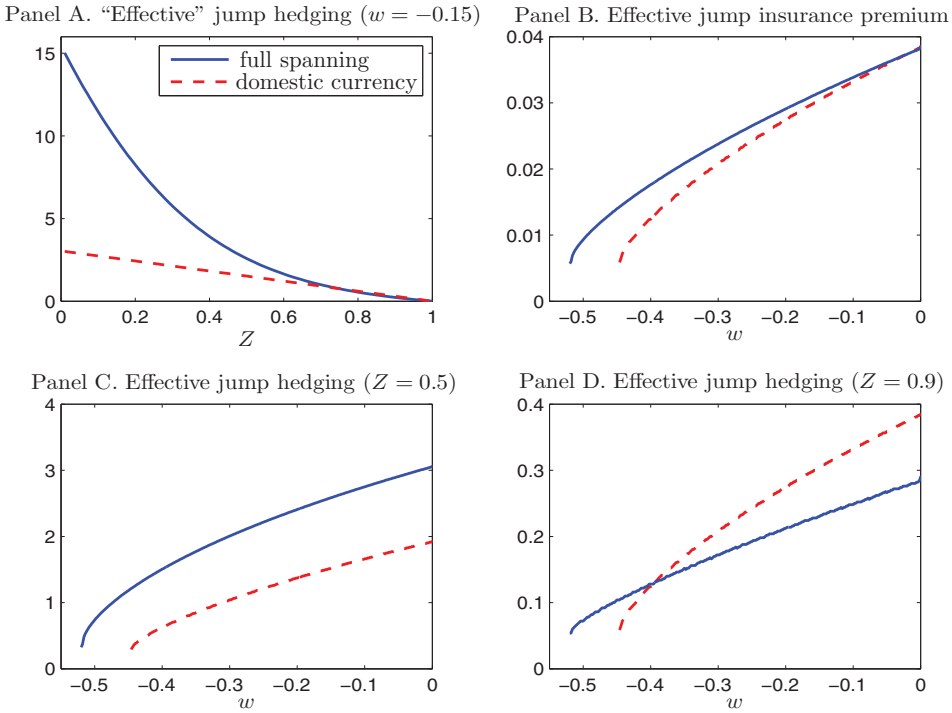 Panel A. “Effective” jump hedging (w = −0.15)
15
10
5
0
full spanning
domestic currency
0 0.2 0.4 0.6 0.8 1
Z
Panel B. Effective jump insurance premium
0.04
0.03
0.02
0.01
0
−0.5 −0.4 −0.3 −0.2 −0.1 0
w
Panel C. Effective jump hedging (Z = 0.5)
4
3
2
1
0
−0.5 −0.4 −0.3 −0.2 −0.1 0
w
Panel D. Effective jump hedging (Z = 0.9)
0.4
0.3
0.2
0.1
0
−0.5 −0.4 −0.3 −0.2 −0.1 0
w